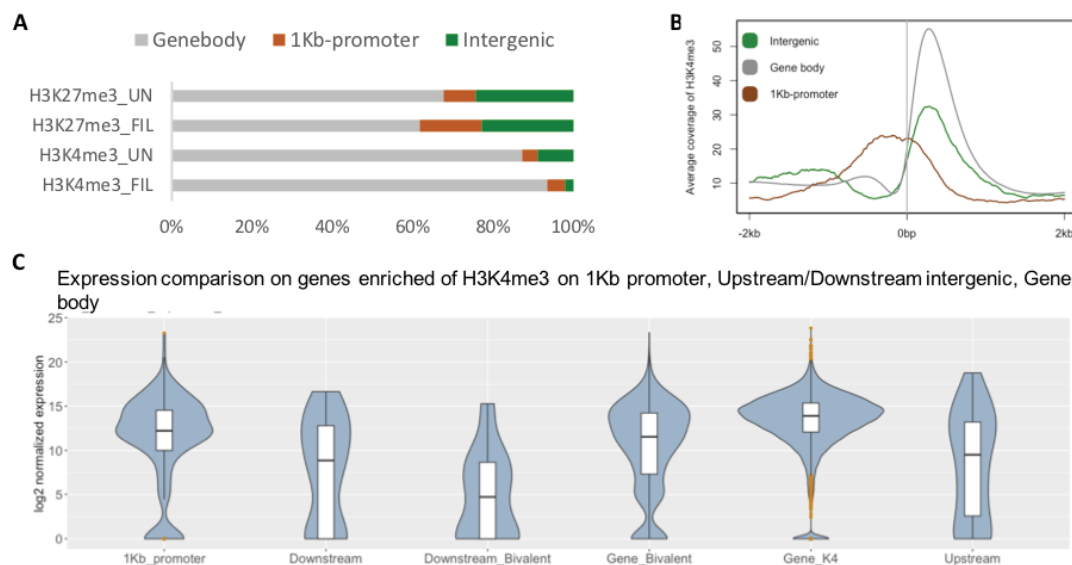 A
Genebody 1Kb-promoter Intergenic
H3K27me3_UN
H3K27me3_FIL
H3K4me3_UN
H3K4me3_FIL
0% 20% 40% 60% 80% 100%
B
Average coverage of H3K4me3
50
40
30
20
10
Intergenic
Gene body
1Kb-promoter
-2kb 0bp 2kb
C
Expression comparison on genes enriched of H3K4me3 on 1Kb promoter, Upstream/Downstream intergenic, Gene
body
log2 normalized expression
25
20
15
10
5
0
1Kb_promoter Downstream Downstream_Bivalent Gene_Bivalent Gene_K4 Upstream